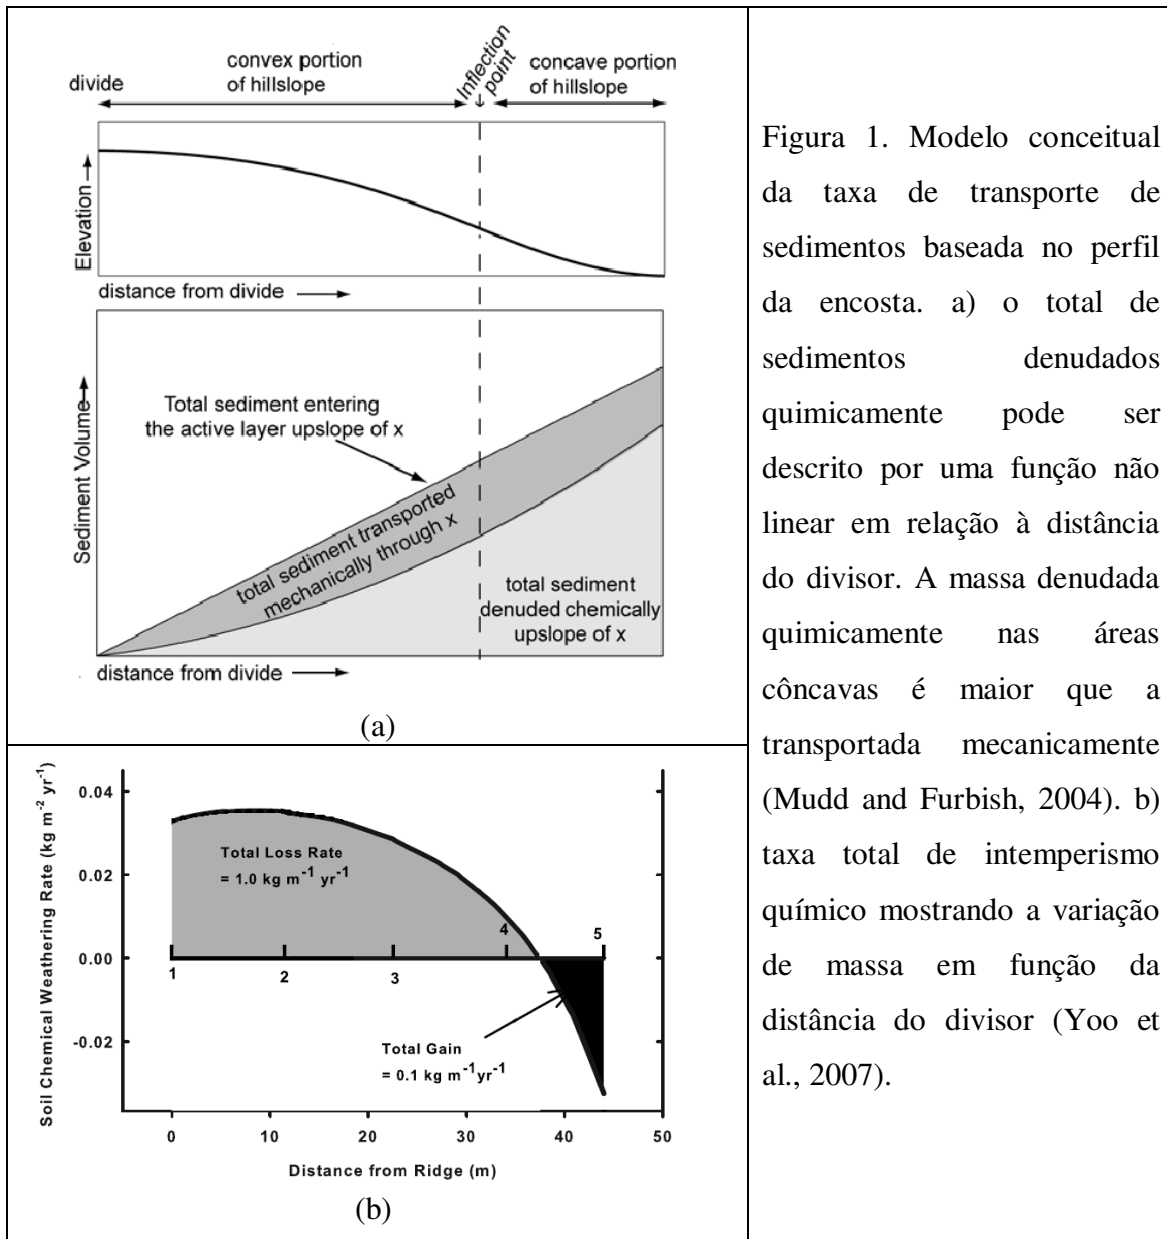 divide
convex portion
of hillslope
Inflection
point
concave portion
of hillslope
Elevation
distance from divide
Sediment Volume
Total sediment entering
the active layer upslope of x
total sediment transported
mechanically through x
total sediment
denuded chemically
upslope of x
distance from divide
(a)
Soil Chemical Weathering Rate (kg m⁻² yr⁻¹)
0.04
0.02
0.00
-0.02
Total Loss Rate
= 1.0 kg m⁻¹ yr⁻¹
1
2
3
4
5
Total Gain
= 0.1 kg m⁻¹yr⁻¹
0
10
20
30
40
50
Distance from Ridge (m)
(b)
Figura 1. Modelo conceitual
da taxa de transporte de
sedimentos baseada no perfil
da encosta. a) o total de
sedimentos denudados
quimicamente pode ser
descrito por uma função não
linear em relação à distância
do divisor. A massa denudada
quimicamente nas áreas
côncavas é maior que a
transportada mecanicamente
(Mudd and Furbish, 2004). b)
taxa total de intemperismo
químico mostrando a variação
de massa em função da
distância do divisor (Yoo et
al., 2007).